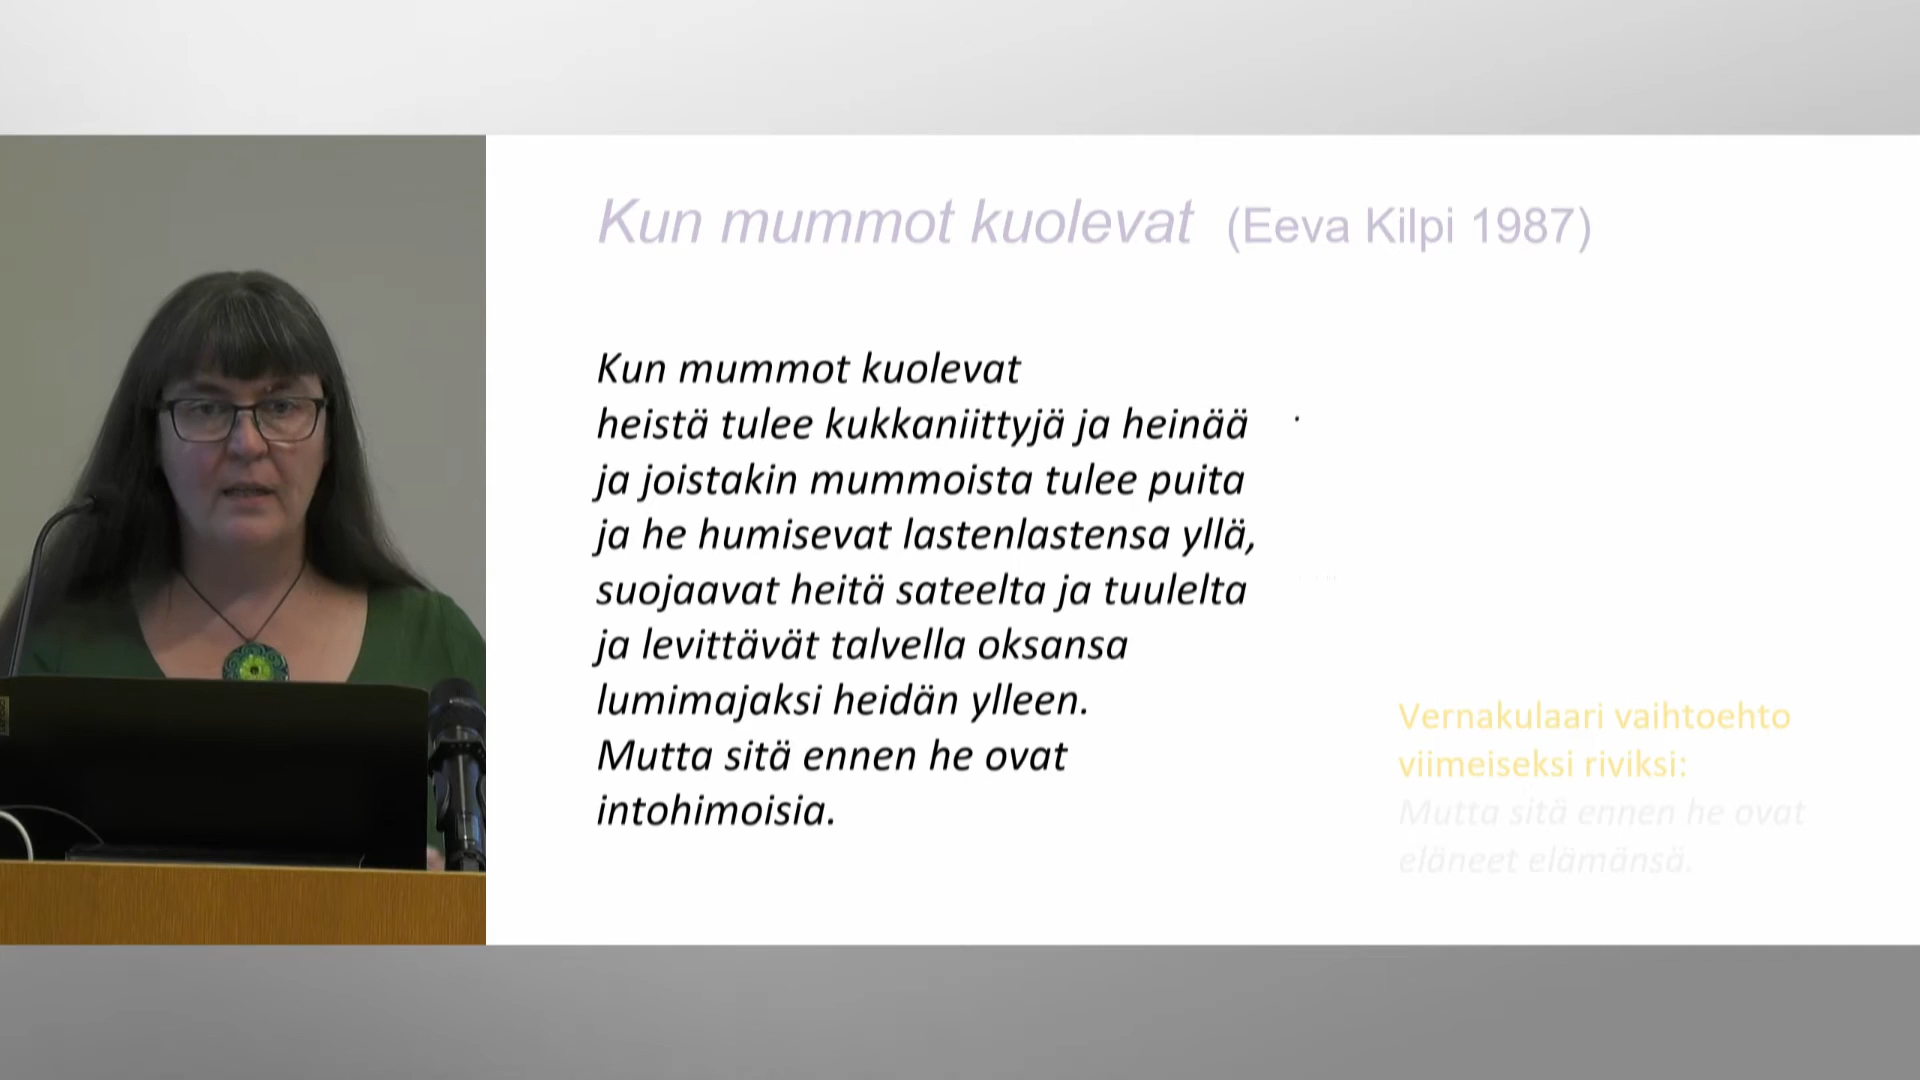 Kun mummot kuolevat (Eeva Kilpi 1987)
Kun mummot kuolevat
heistä tulee kukkaniittyjä ja heinää
ja joistakin mummoista tulee puita
ja he humisevat lastenlastensa yllä,
suojaavat heitä sateelta ja tuulelta
ja levittävät talvella oksansa
lumimajaksi heidän ylleen.
Mutta sitä ennen he ovat
intohimoisia.
Vernakulaari vaihtoehto
viimeiseksi riviksi:
Mutta sitä ennen he ovat
eläneet elämänsä.